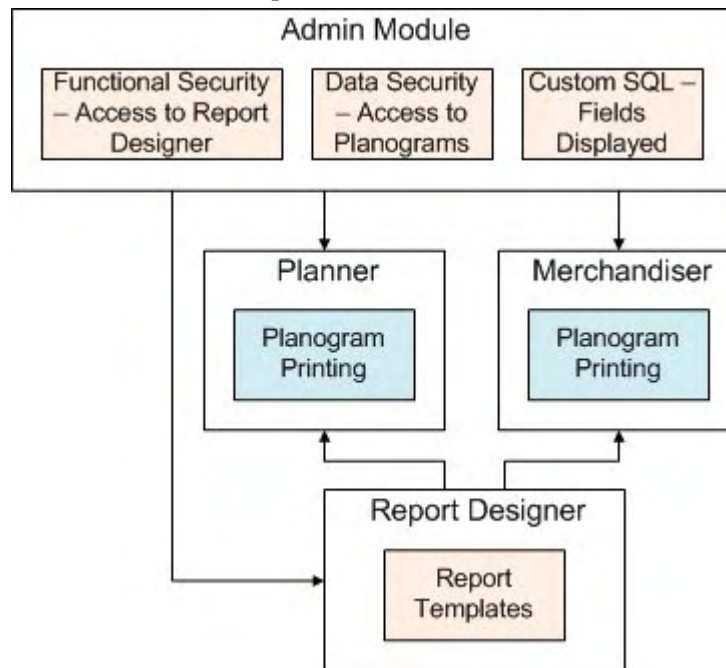 Admin Module
Functional Security
– Access to Report
Designer
Data Security
– Access to
Planograms
Custom SQL –
Fields
Displayed
Planner
Planogram
Printing
Merchandiser
Planogram
Printing
Report Designer
Report
Templates